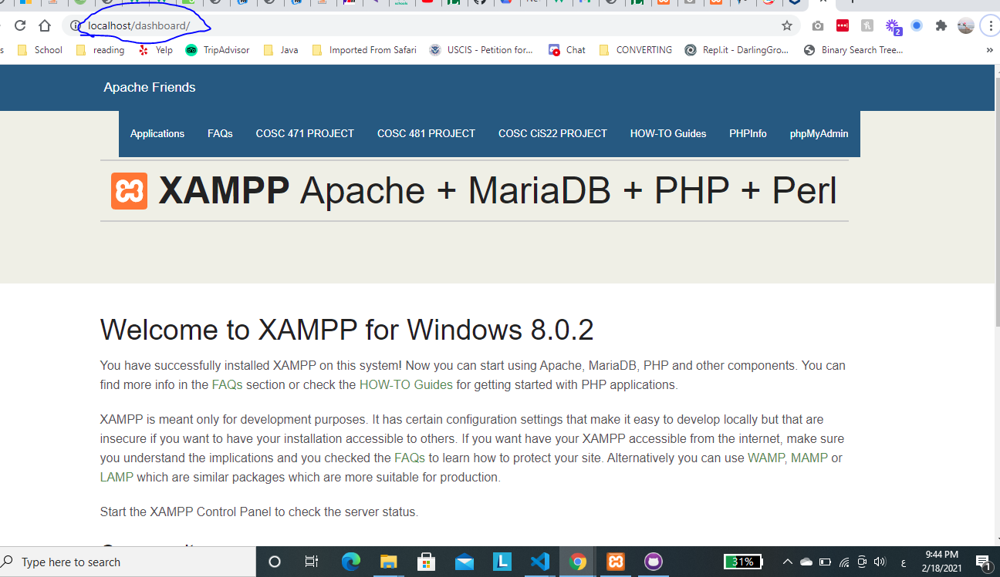 localhost/dashboard/
s School reading Yelp TripAdvisor Java Imported From Safari USCIS - Petition for... Chat CONVERTING Repl.it - DarlingGro... Binary Search Tree... »
Apache Friends
Applications FAQs COSC 471 PROJECT COSC 481 PROJECT COSC CiS22 PROJECT HOW-TO Guides PHPInfo phpMyAdmin
XAMPP Apache + MariaDB + PHP + Perl
Welcome to XAMPP for Windows 8.0.2
You have successfully installed XAMPP on this system! Now you can start using Apache, MariaDB, PHP and other components. You can
find more info in the FAQs section or check the HOW-TO Guides for getting started with PHP applications.
XAMPP is meant only for development purposes. It has certain configuration settings that make it easy to develop locally but that are
insecure if you want to have your installation accessible to others. If you want have your XAMPP accessible from the internet, make sure
you understand the implications and you checked the FAQs to learn how to protect your site. Alternatively you can use WAMP, MAMP or
LAMP which are similar packages which are more suitable for production.
Start the XAMPP Control Panel to check the server status.
Type here to search
31%
ع
9:44 PM
2/18/2021
1